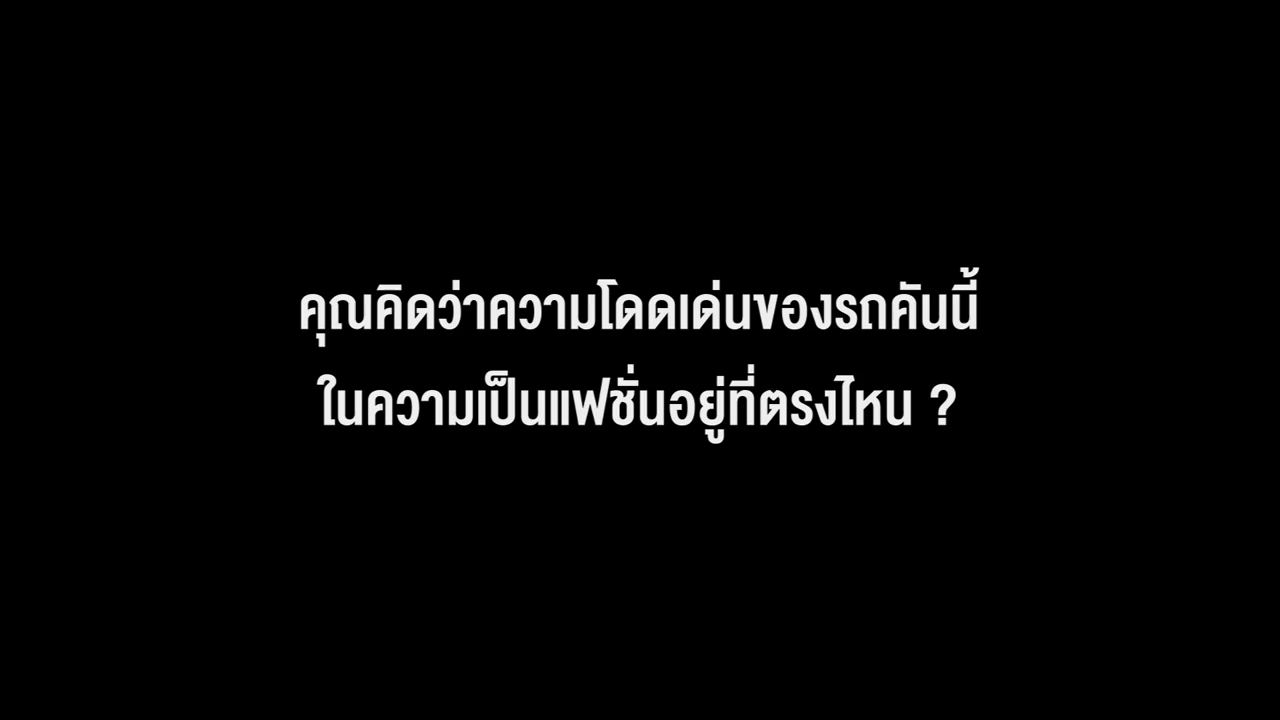 คุณคิดว่าความโดดเด่นของรถคันนี้
ในความเป็นแฟชั่นอยู่ที่ตรงไหน ?